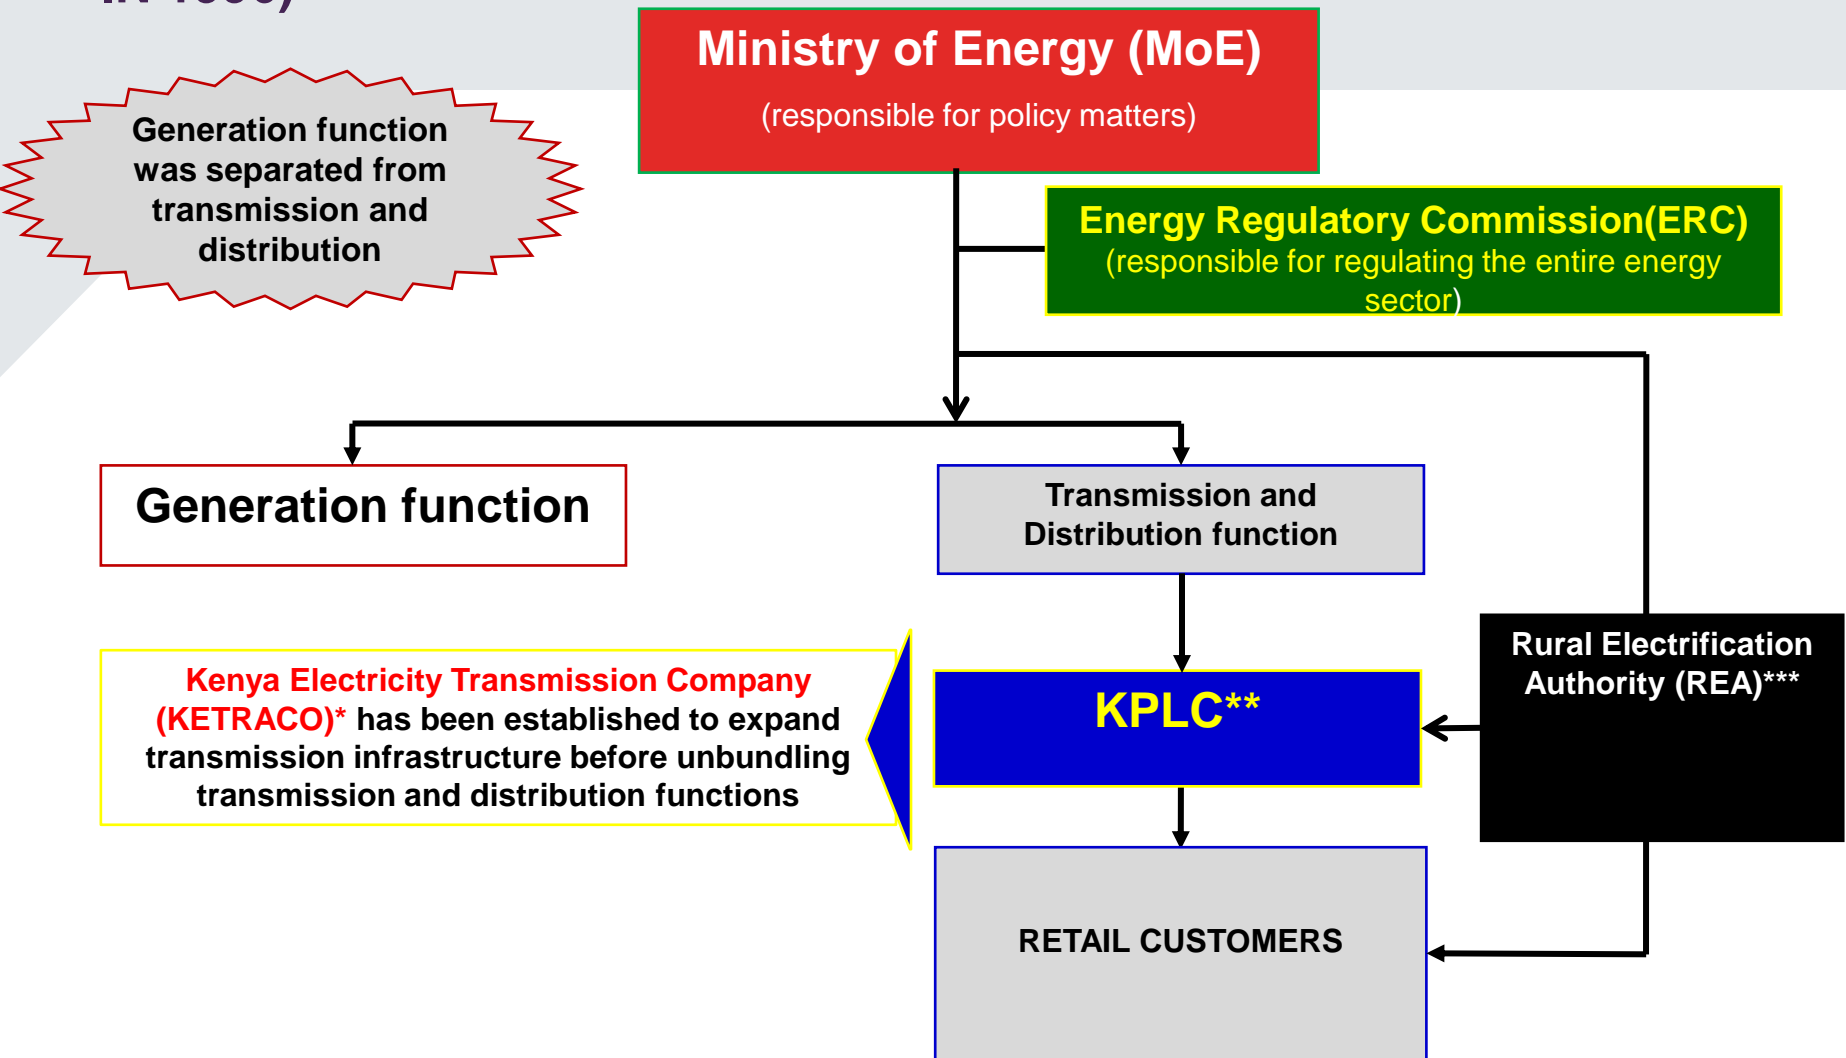 Ministry of Energy (MoE)
(responsible for policy matters)
Generation function
was separated from
transmission and
distribution
Energy Regulatory Commission(ERC)
(responsible for regulating the entire energy
sector)
Generation function
Transmission and
Distribution function
Kenya Electricity Transmission Company
(KETRACO)* has been established to expand
transmission infrastructure before unbundling
transmission and distribution functions
KPLC**
Rural Electrification
Authority (REA)***
RETAIL CUSTOMERS